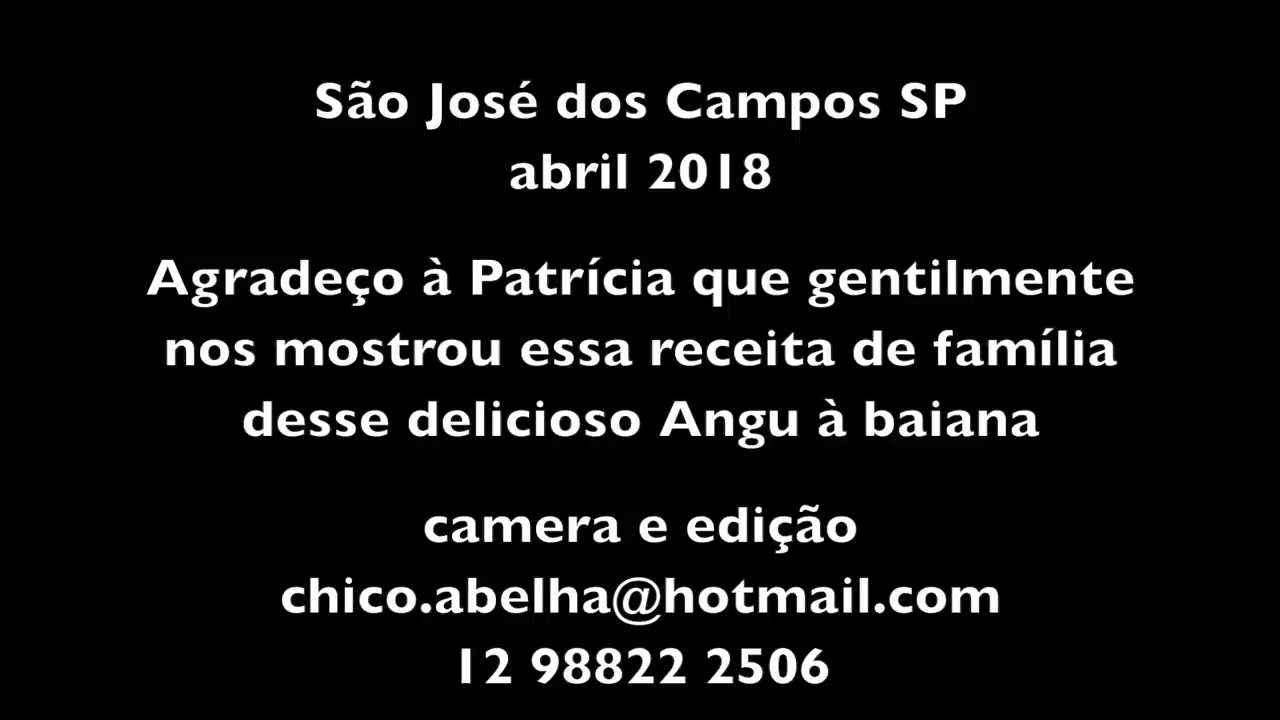 São José dos Campos SP
abril 2018
Agradeço à Patrícia que gentilmente
nos mostrou essa receita de família
desse delicioso Angu à baiana
camera e edição
chico.abelha@hotmail.com
12 98822 2506